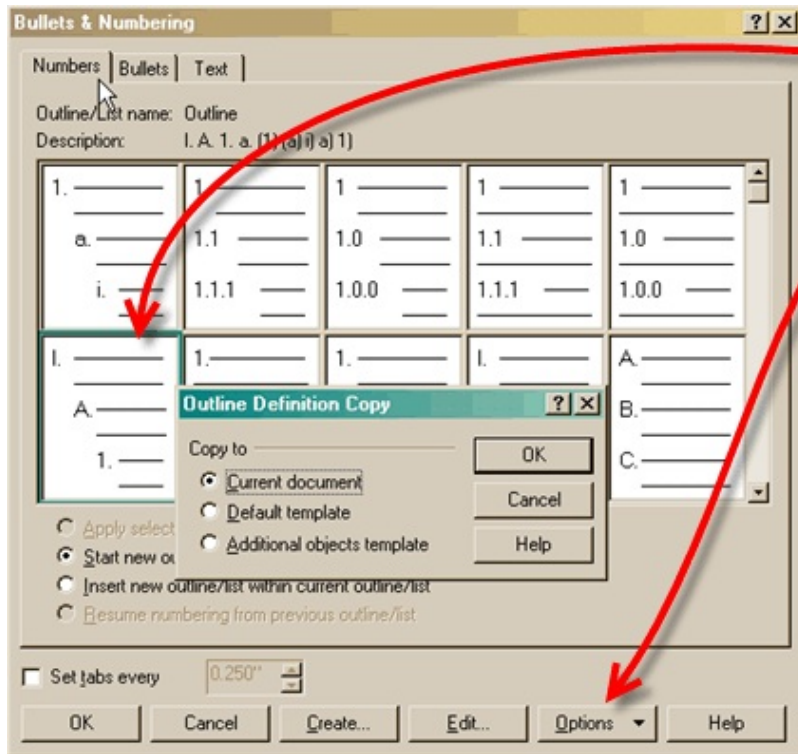 Bullets & Numbering
Numbers Bullets Text
Outline/List name: Outline
Description: I. A. 1. a. (1) (a) i) a) 1)
1. 1 1 1 1
a. 1.1 1.0 1.1 1.0
i. 1.1.1 1.0.0 1.1.1 1.0.0
I. 1. 1. I. A.
A. B.
1. C.
Outline Definition Copy
Copy to
Current document
Default template
Additional objects template
OK
Cancel
Help
Apply select
Start new ou
Insert new outline/list within current outline/list
Resume numbering from previous outline/list
Set tabs every 0.250"
OK Cancel Create... Edit... Options Help